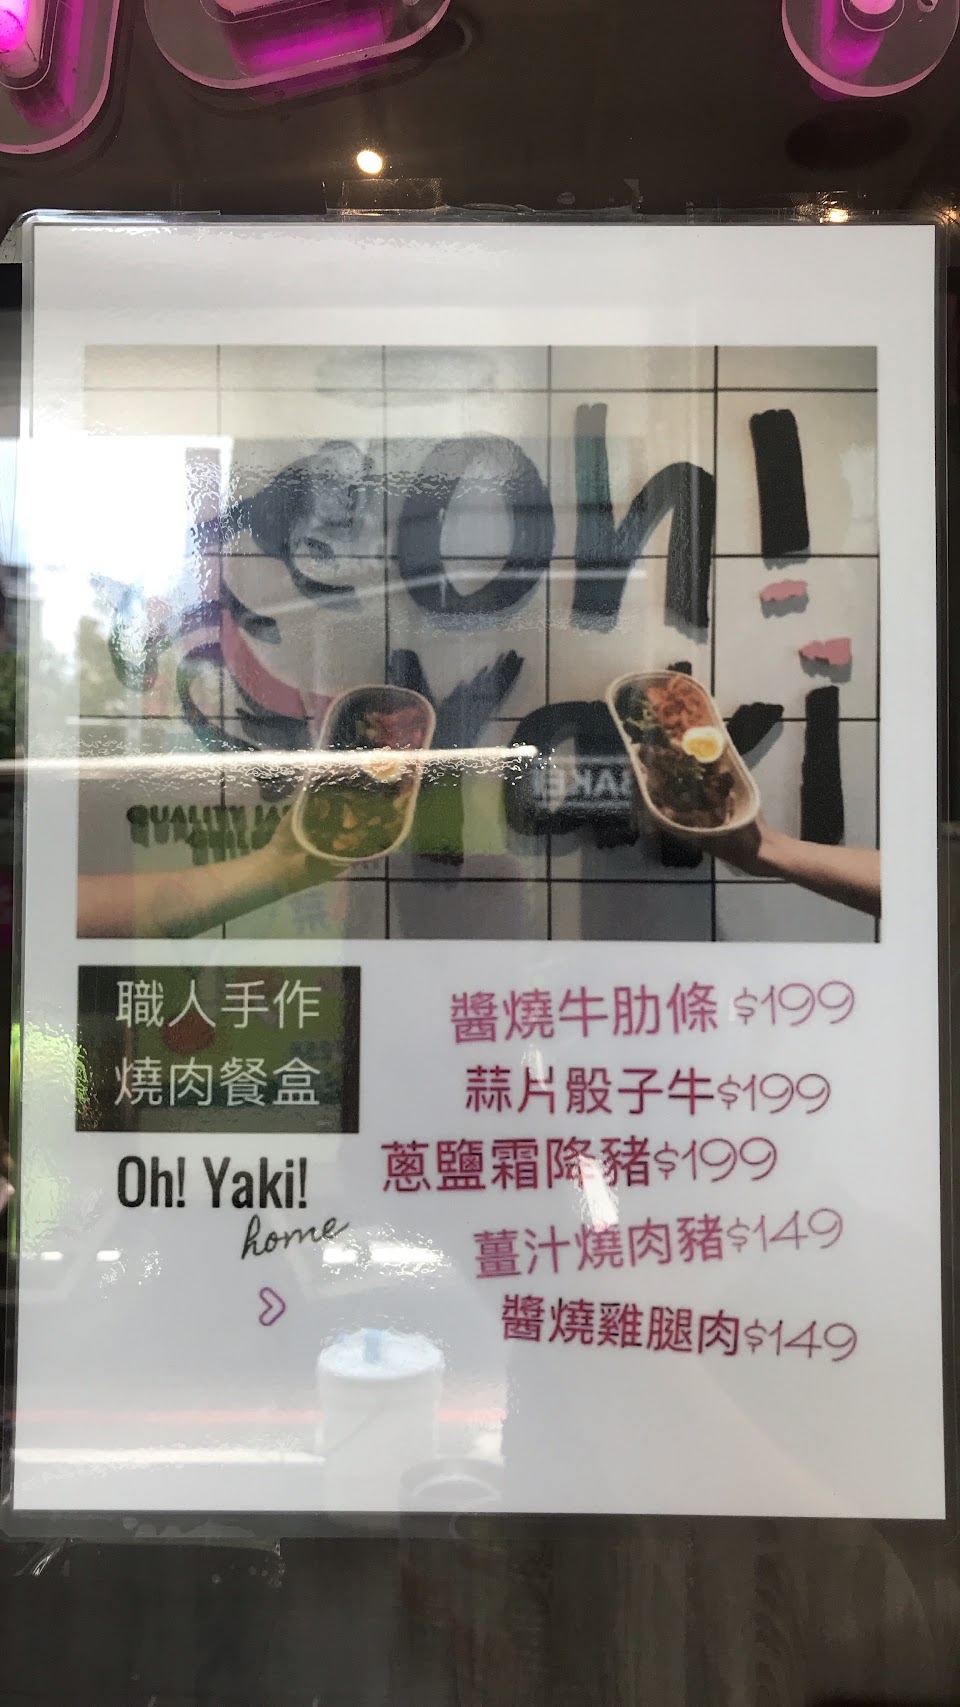 oh!
Yaki
QUALITY
職人手作
燒肉餐盒
Oh! Yaki!
home
醬燒牛肋條 $199
蒜片骰子牛$199
蔥鹽霜降豬$199
薑汁燒肉豬$149
醬燒雞腿肉$149